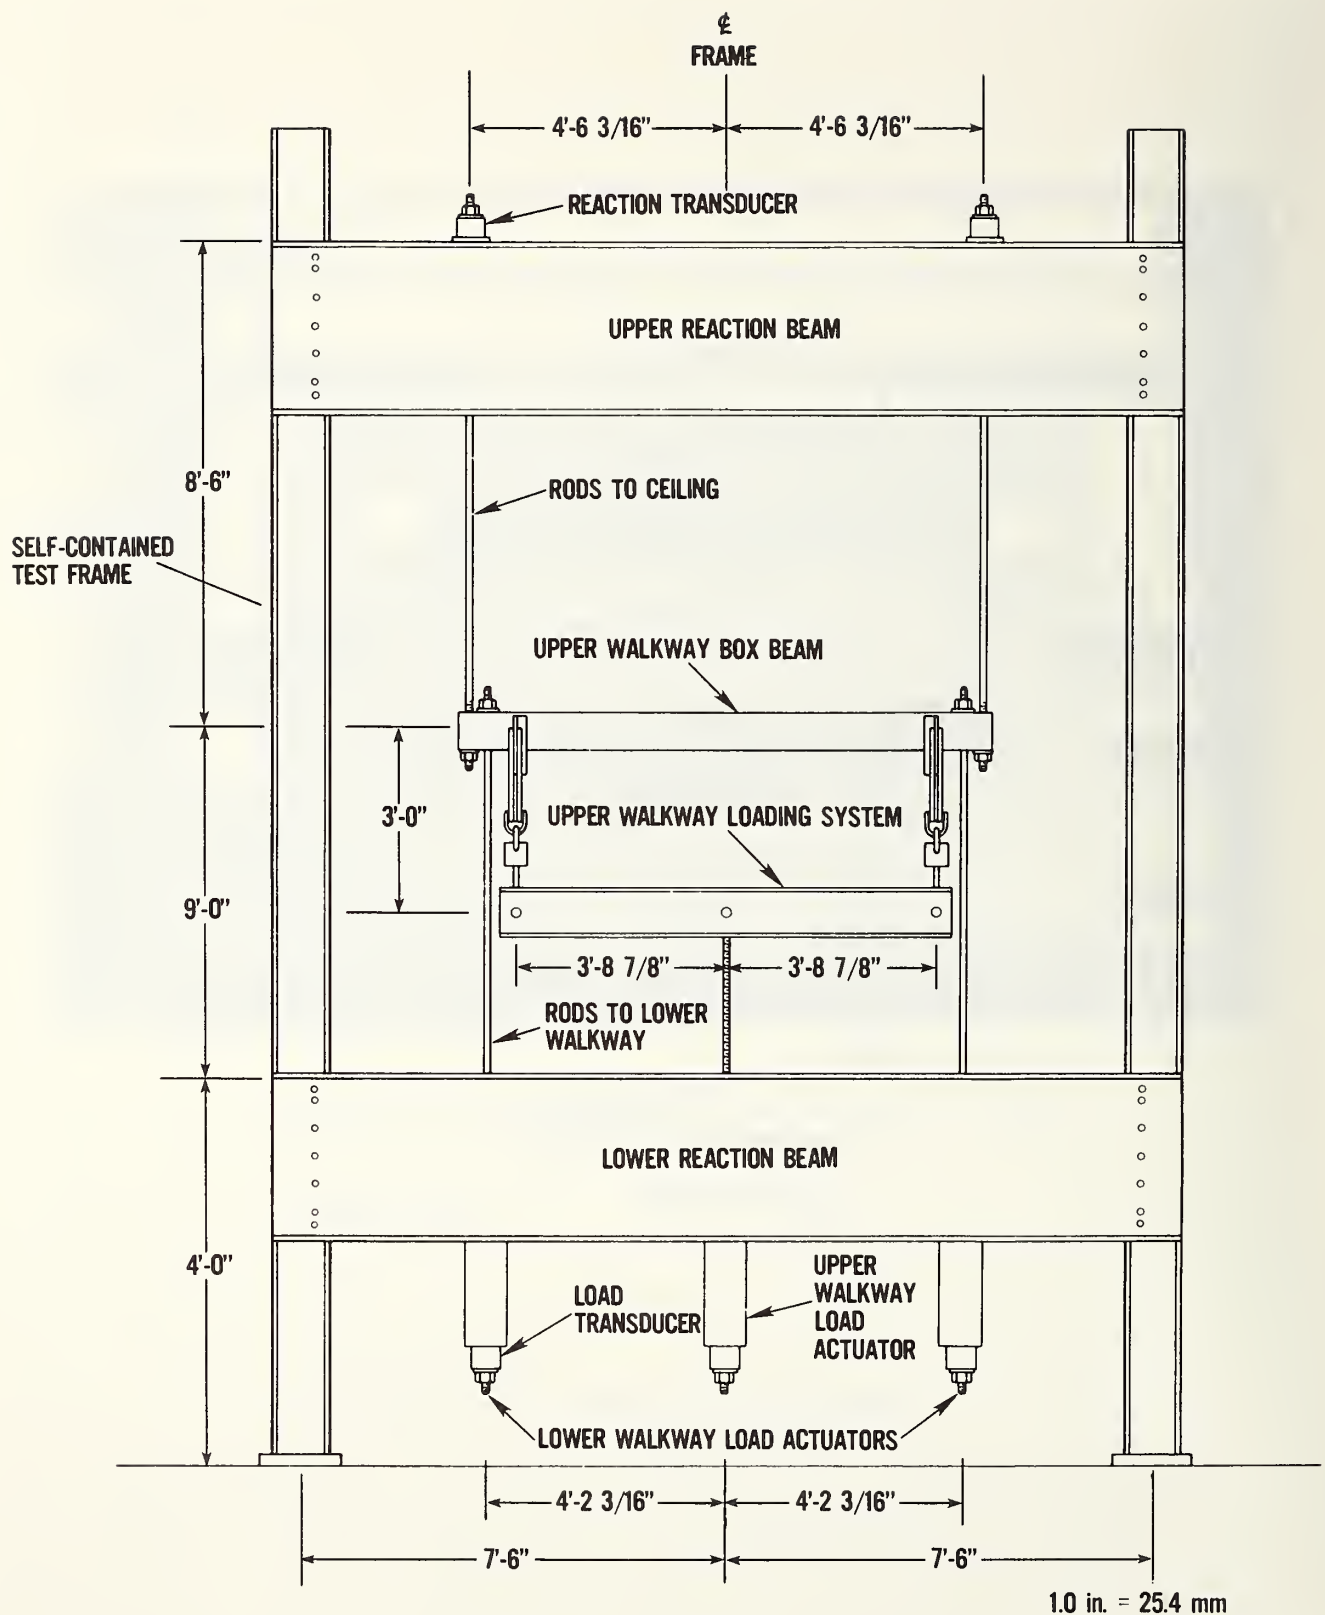 ℄
FRAME
4'-6 3/16" 4'-6 3/16"
REACTION TRANSDUCER
UPPER REACTION BEAM
8'-6"
RODS TO CEILING
SELF-CONTAINED
TEST FRAME
UPPER WALKWAY BOX BEAM
3'-0"
UPPER WALKWAY LOADING SYSTEM
9'-0"
3'-8 7/8" 3'-8 7/8"
RODS TO LOWER
WALKWAY
LOWER REACTION BEAM
4'-0"
LOAD
TRANSDUCER
UPPER
WALKWAY
LOAD
ACTUATOR
LOWER WALKWAY LOAD ACTUATORS
4'-2 3/16" 4'-2 3/16"
7'-6" 7'-6"
1.0 in. = 25.4 mm